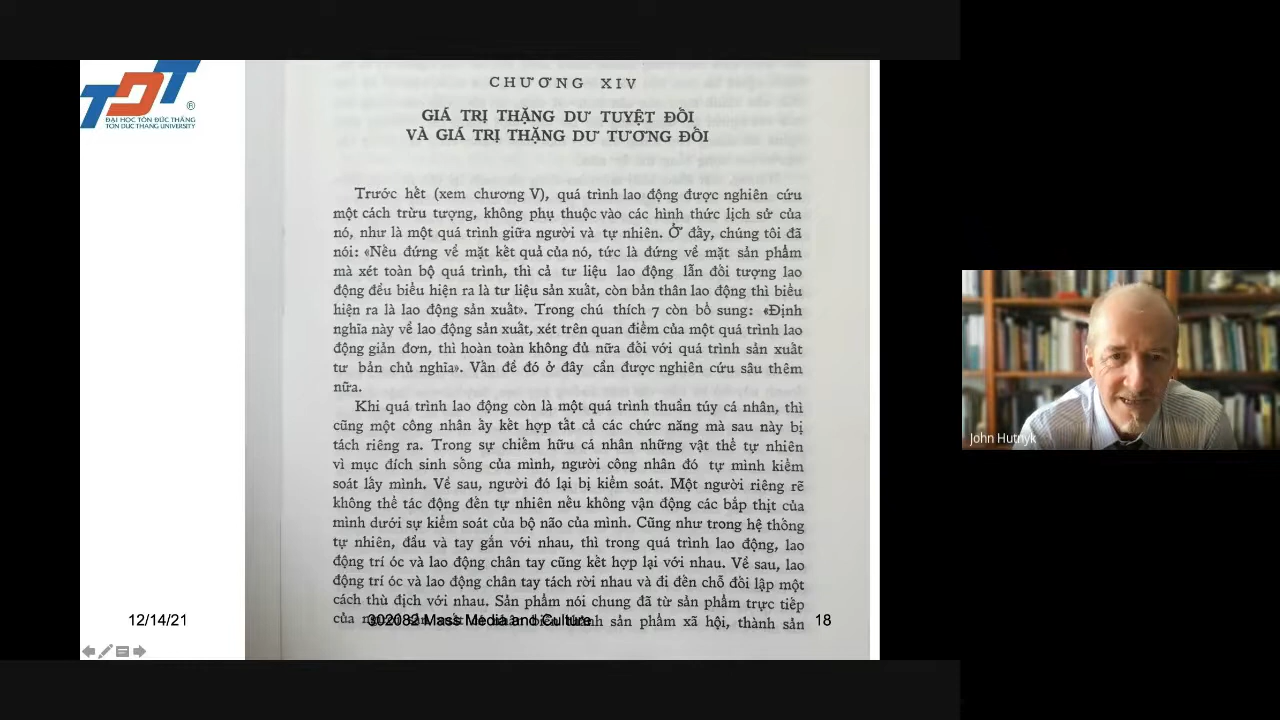 TDT
®
ĐẠI HỌC TÔN ĐỨC THẮNG
TON DUC THANG UNIVERSITY
CHƯƠNG XIV
GIÁ TRỊ THẶNG DƯ TUYỆT ĐỐI
VÀ GIÁ TRỊ THẶNG DƯ TƯƠNG ĐỐI
Trước hết (xem chương V), quá trình lao động được nghiên cứu
một cách trừu tượng, không phụ thuộc vào các hình thức lịch sử của
nó, như là một quá trình giữa người và tự nhiên. Ở đây, chúng tôi đã
nói: «Nếu đứng về mặt kết quả của nó, tức là đứng về mặt sản phẩm
mà xét toàn bộ quá trình, thì cả tư liệu lao động lẫn đối tượng lao
động đều biểu hiện ra là tư liệu sản xuất, còn bản thân lao động thì biểu
hiện ra là lao động sản xuất». Trong chú thích 7 còn bổ sung: «Định
nghĩa này về lao động sản xuất, xét trên quan điểm của một quá trình lao
động giản đơn, thì hoàn toàn không đủ nữa đối với quá trình sản xuất
tư bản chủ nghĩa». Vấn đề đó ở đây cần được nghiên cứu sâu thêm
nữa.
Khi quá trình lao động còn là một quá trình thuần túy cá nhân, thì
cũng một công nhân ấy kết hợp tất cả các chức năng mà sau này bị
tách riêng ra. Trong sự chiếm hữu cá nhân những vật thể tự nhiên
vì mục đích sinh sống của mình, người công nhân đó tự mình kiểm
soát lấy mình. Về sau, người đó lại bị kiểm soát. Một người riêng rẽ
không thể tác động đến tự nhiên nếu không vận động các bắp thịt của
mình dưới sự kiểm soát của bộ não của mình. Cũng như trong hệ thống
tự nhiên, đầu và tay gắn với nhau, thì trong quá trình lao động, lao
động trí óc và lao động chân tay cũng kết hợp lại với nhau. Về sau, lao
động trí óc và lao động chân tay tách rời nhau và đi đến chỗ đối lập một
cách thù địch với nhau. Sản phẩm nói chung đã từ sản phẩm trực tiếp
của thành sản phẩm xã hội, thành sản
12/14/21
302082 Mass Media and Culture
18
John Hutnyk